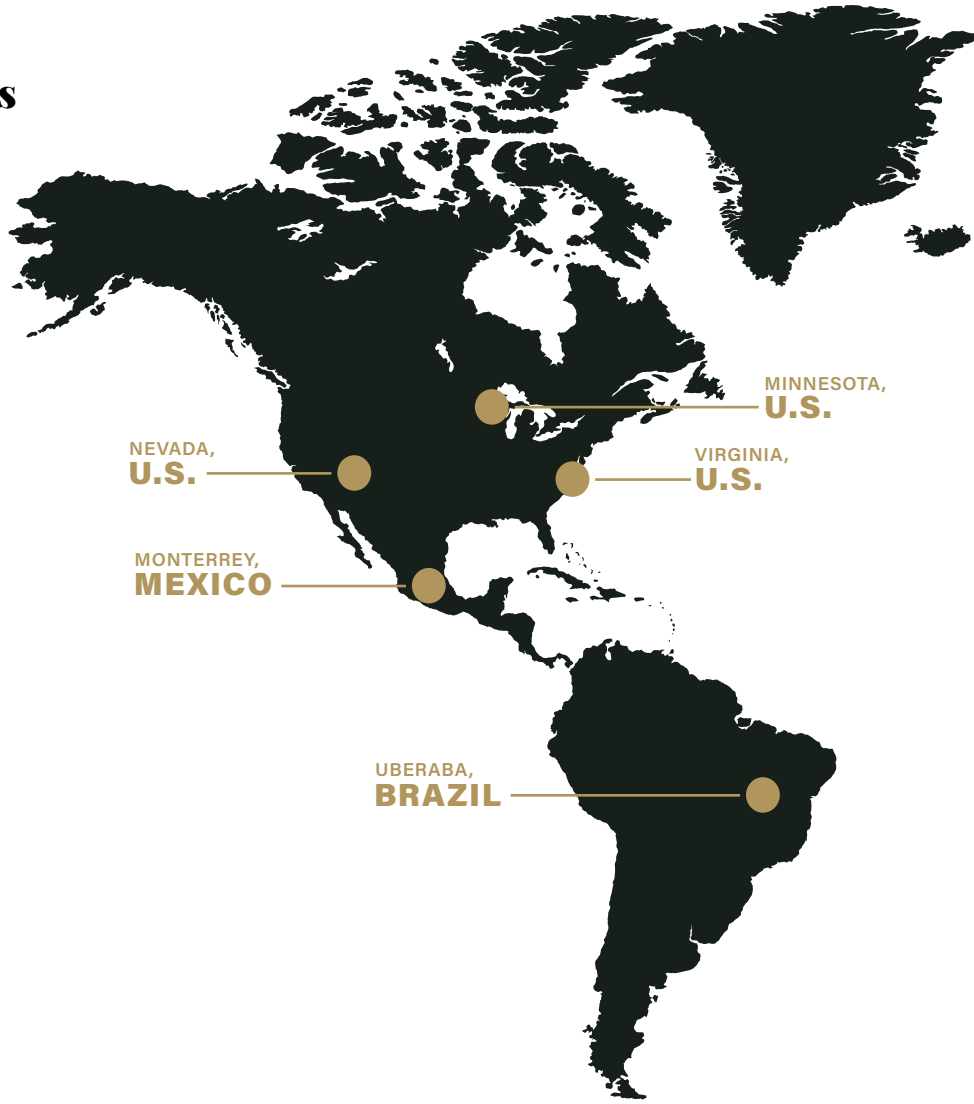 s
MINNESOTA,
U.S.
NEVADA,
U.S.
VIRGINIA,
U.S.
MONTERREY,
MEXICO
UBERABA,
BRAZIL